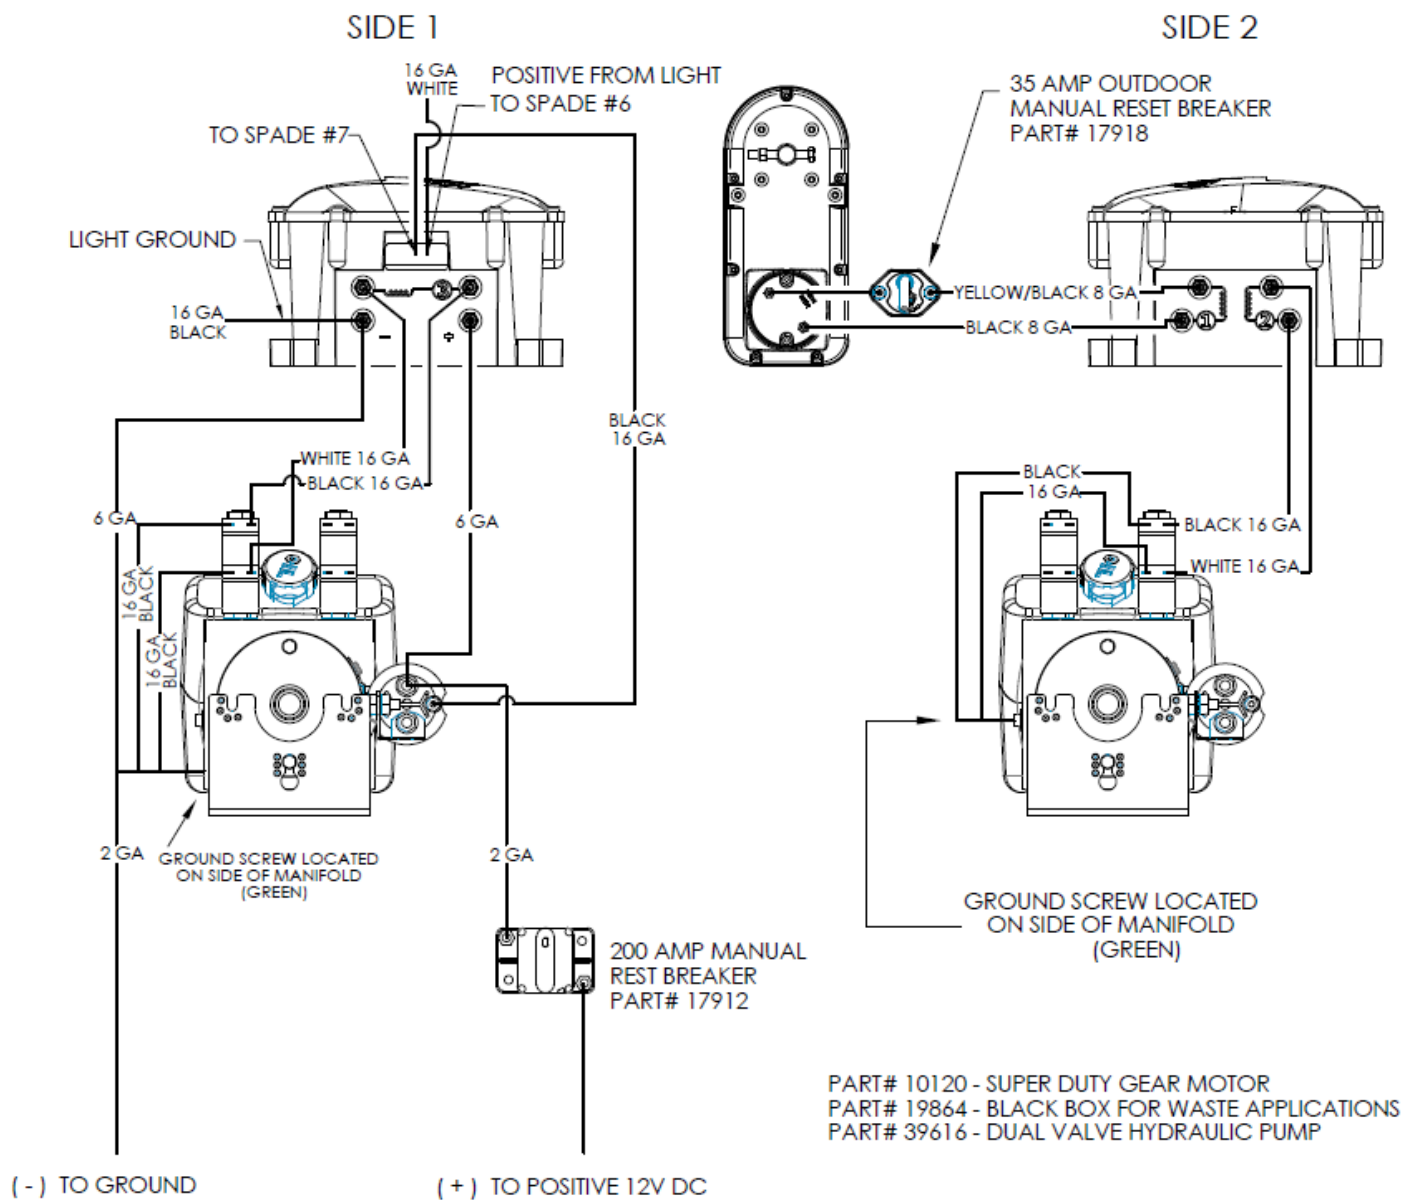 SIDE 1
SIDE 2
16 GA
WHITE
POSITIVE FROM LIGHT
TO SPADE #6
TO SPADE #7
LIGHT GROUND
16 GA
BLACK
3
-
+
BLACK
16 GA
WHITE 16 GA
BLACK 16 GA
6 GA
6 GA
16 GA
BLACK
16 GA
BLACK
2 GA
GROUND SCREW LOCATED
ON SIDE OF MANIFOLD
(GREEN)
2 GA
200 AMP MANUAL
REST BREAKER
PART# 17912
( - ) TO GROUND
( + ) TO POSITIVE 12V DC
35 AMP OUTDOOR
MANUAL RESET BREAKER
PART# 17918
YELLOW/BLACK 8 GA
BLACK 8 GA
1
2
BLACK
16 GA
BLACK 16 GA
WHITE 16 GA
GROUND SCREW LOCATED
ON SIDE OF MANIFOLD
(GREEN)
PART# 10120 - SUPER DUTY GEAR MOTOR
PART# 19864 - BLACK BOX FOR WASTE APPLICATIONS
PART# 39616 - DUAL VALVE HYDRAULIC PUMP